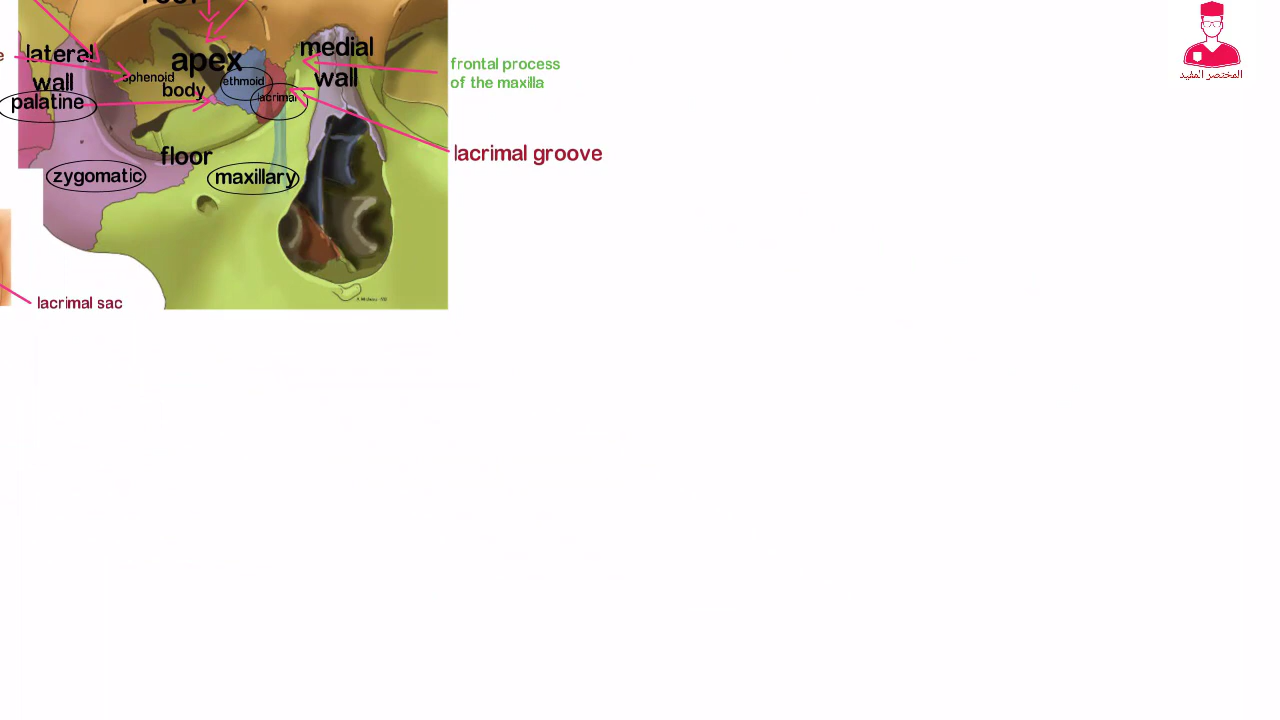 roof
lateral
wall
palatine
sphenoid
apex
body
ethmoid
lacrimal
medial
wall
frontal process
of the maxilla
lacrimal groove
floor
zygomatic
maxillary
lacrimal sac
المختصر المفيد